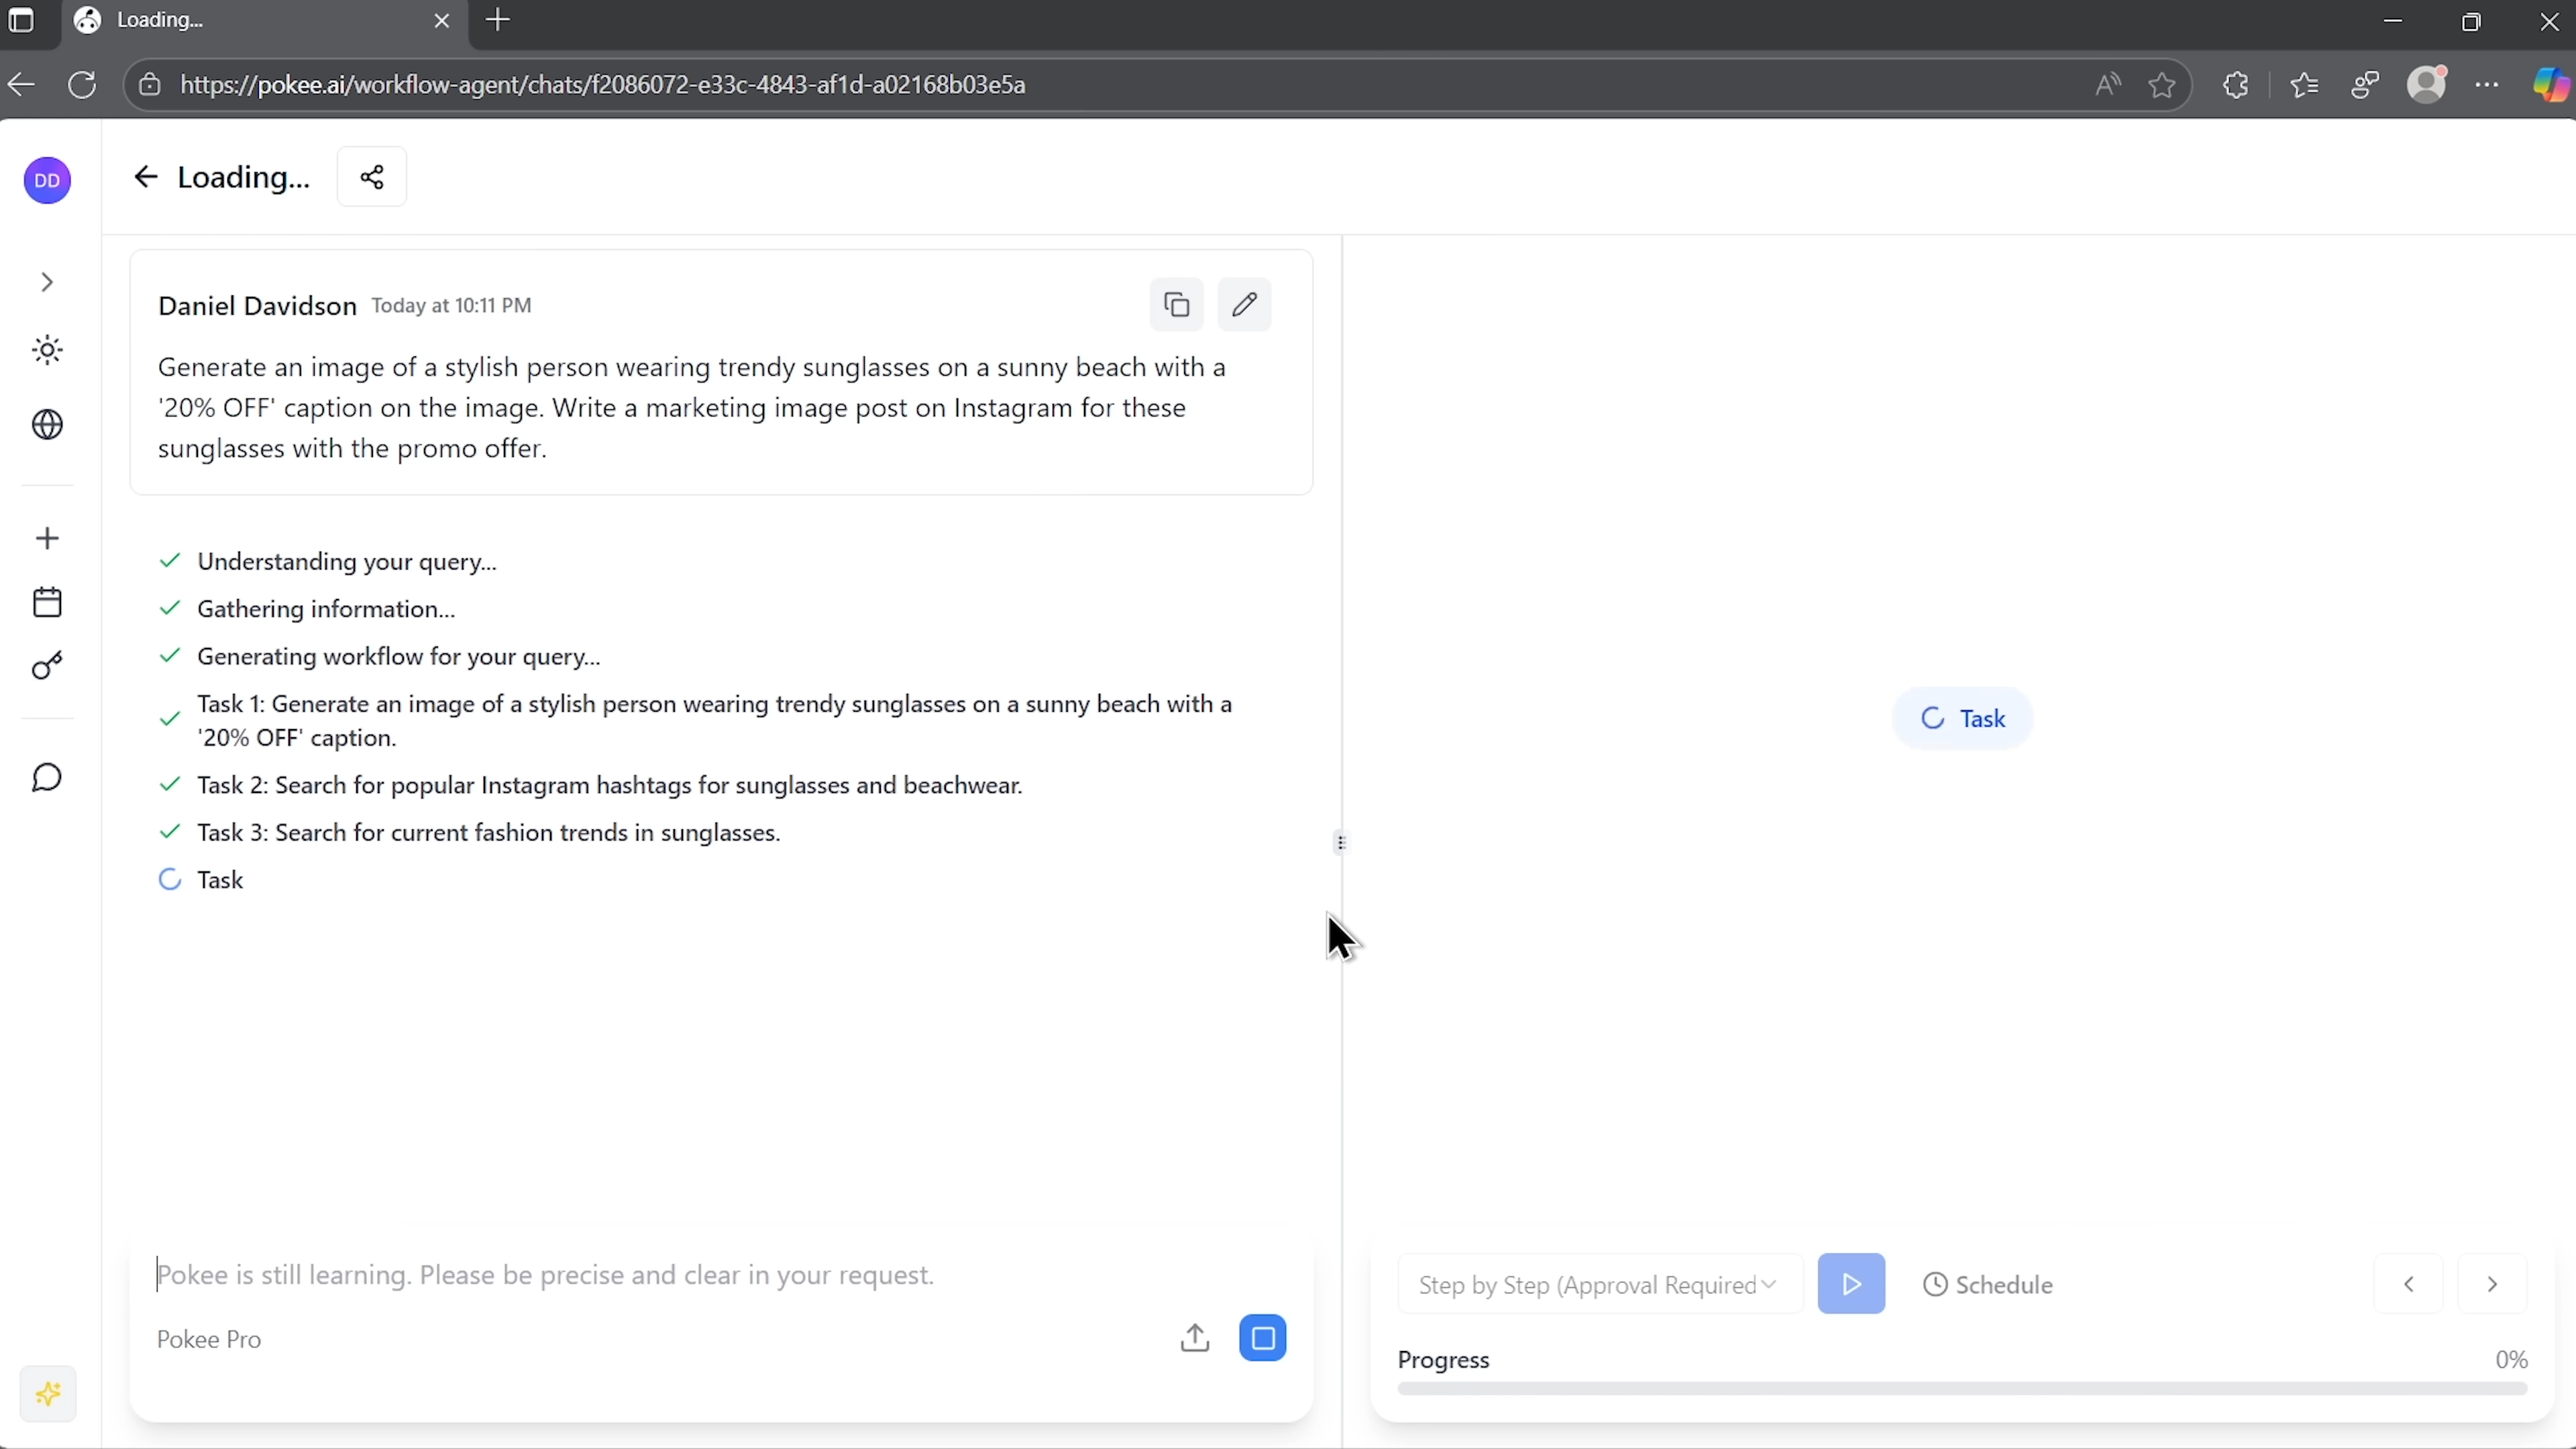 Loading...
https://pokee.ai/workflow-agent/chats/f2086072-e33c-4843-af1d-a02168b03e5a
DD
Loading...
Daniel Davidson Today at 10:11 PM
Generate an image of a stylish person wearing trendy sunglasses on a sunny beach with a
'20% OFF' caption on the image. Write a marketing image post on Instagram for these
sunglasses with the promo offer.
Understanding your query...
Gathering information...
Generating workflow for your query...
Task 1: Generate an image of a stylish person wearing trendy sunglasses on a sunny beach with a
'20% OFF' caption.
Task 2: Search for popular Instagram hashtags for sunglasses and beachwear.
Task 3: Search for current fashion trends in sunglasses.
Task
Task
Pokee is still learning. Please be precise and clear in your request.
Pokee Pro
Step by Step (Approval Required
Schedule
Progress
0%